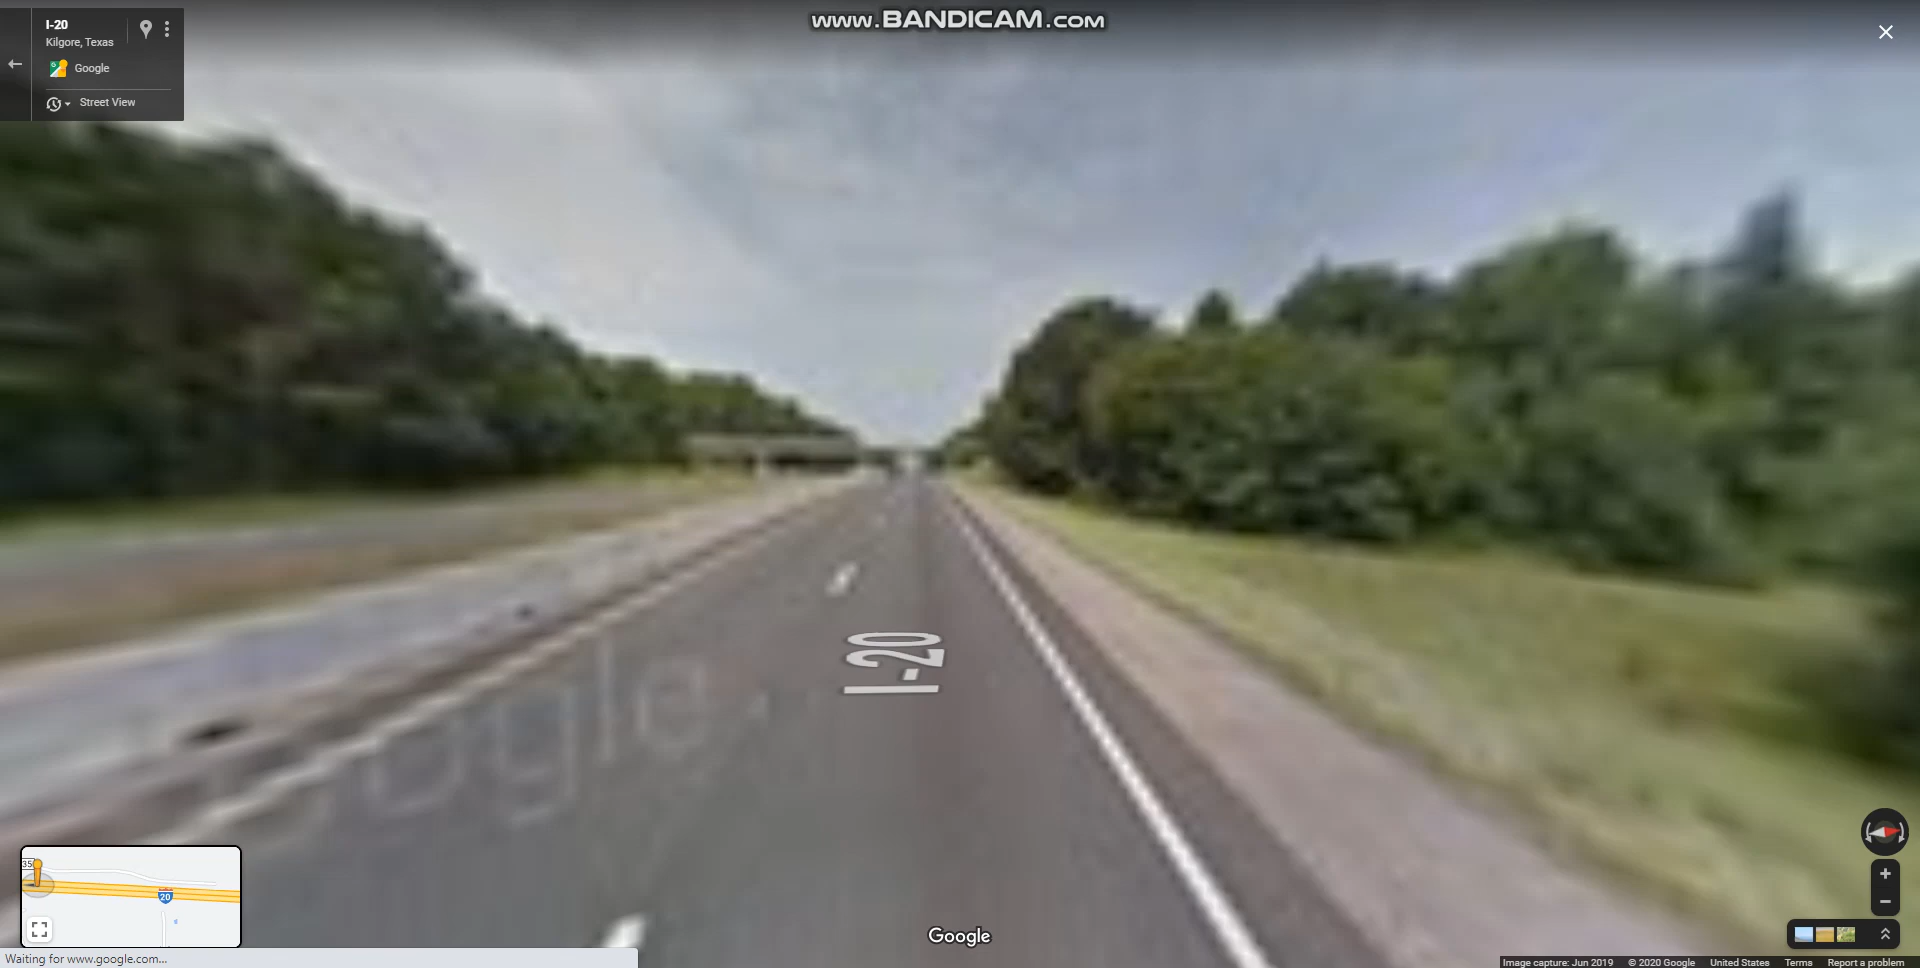 www.BANDICAM.com
I-20
Kilgore, Texas
Google
Street View
I-20
Google
35
20
Google
Waiting for www.google.com...
Image capture: Jun 2019 © 2020 Google United States Terms Report a problem